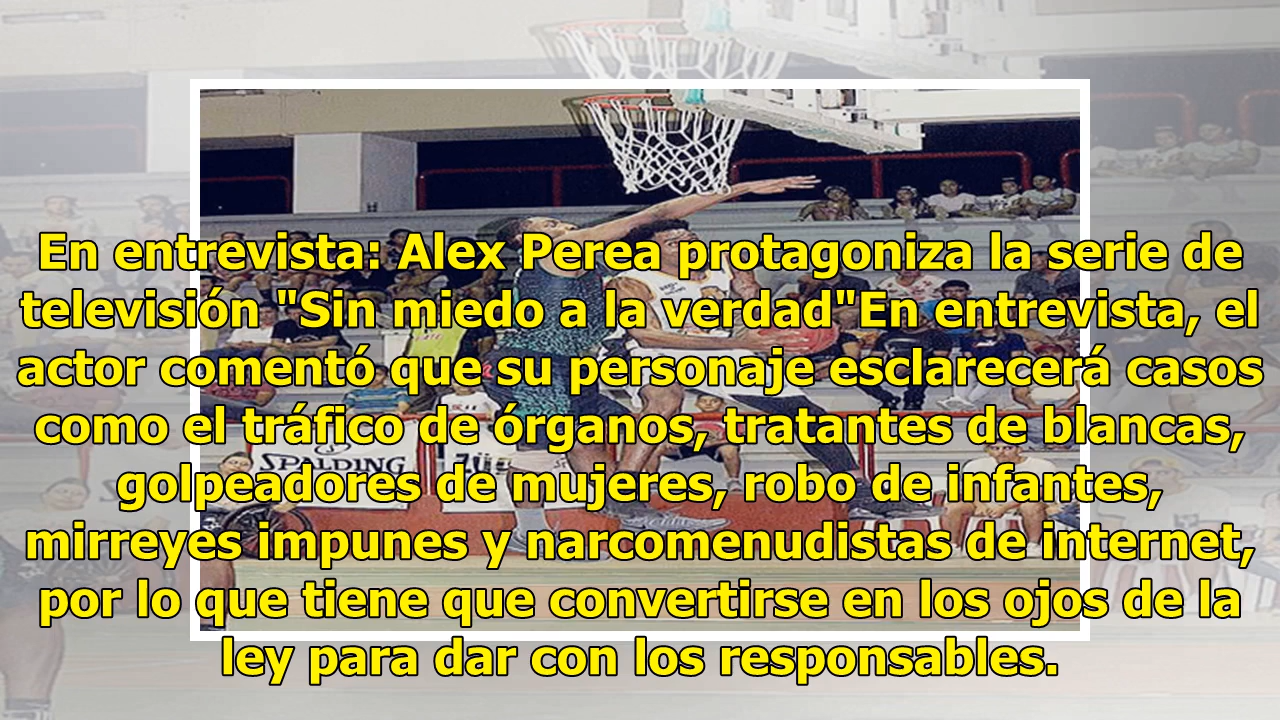 En entrevista: Alex Perea protagoniza la serie de
televisión "Sin miedo a la verdad"En entrevista, el
actor comentó que su personaje esclarecerá casos
como el tráfico de órganos, tratantes de blancas,
golpeadores de mujeres, robo de infantes,
mirreyes impunes y narcomenudistas de internet,
por lo que tiene que convertirse en los ojos de la
ley para dar con los responsables.
SPALDING